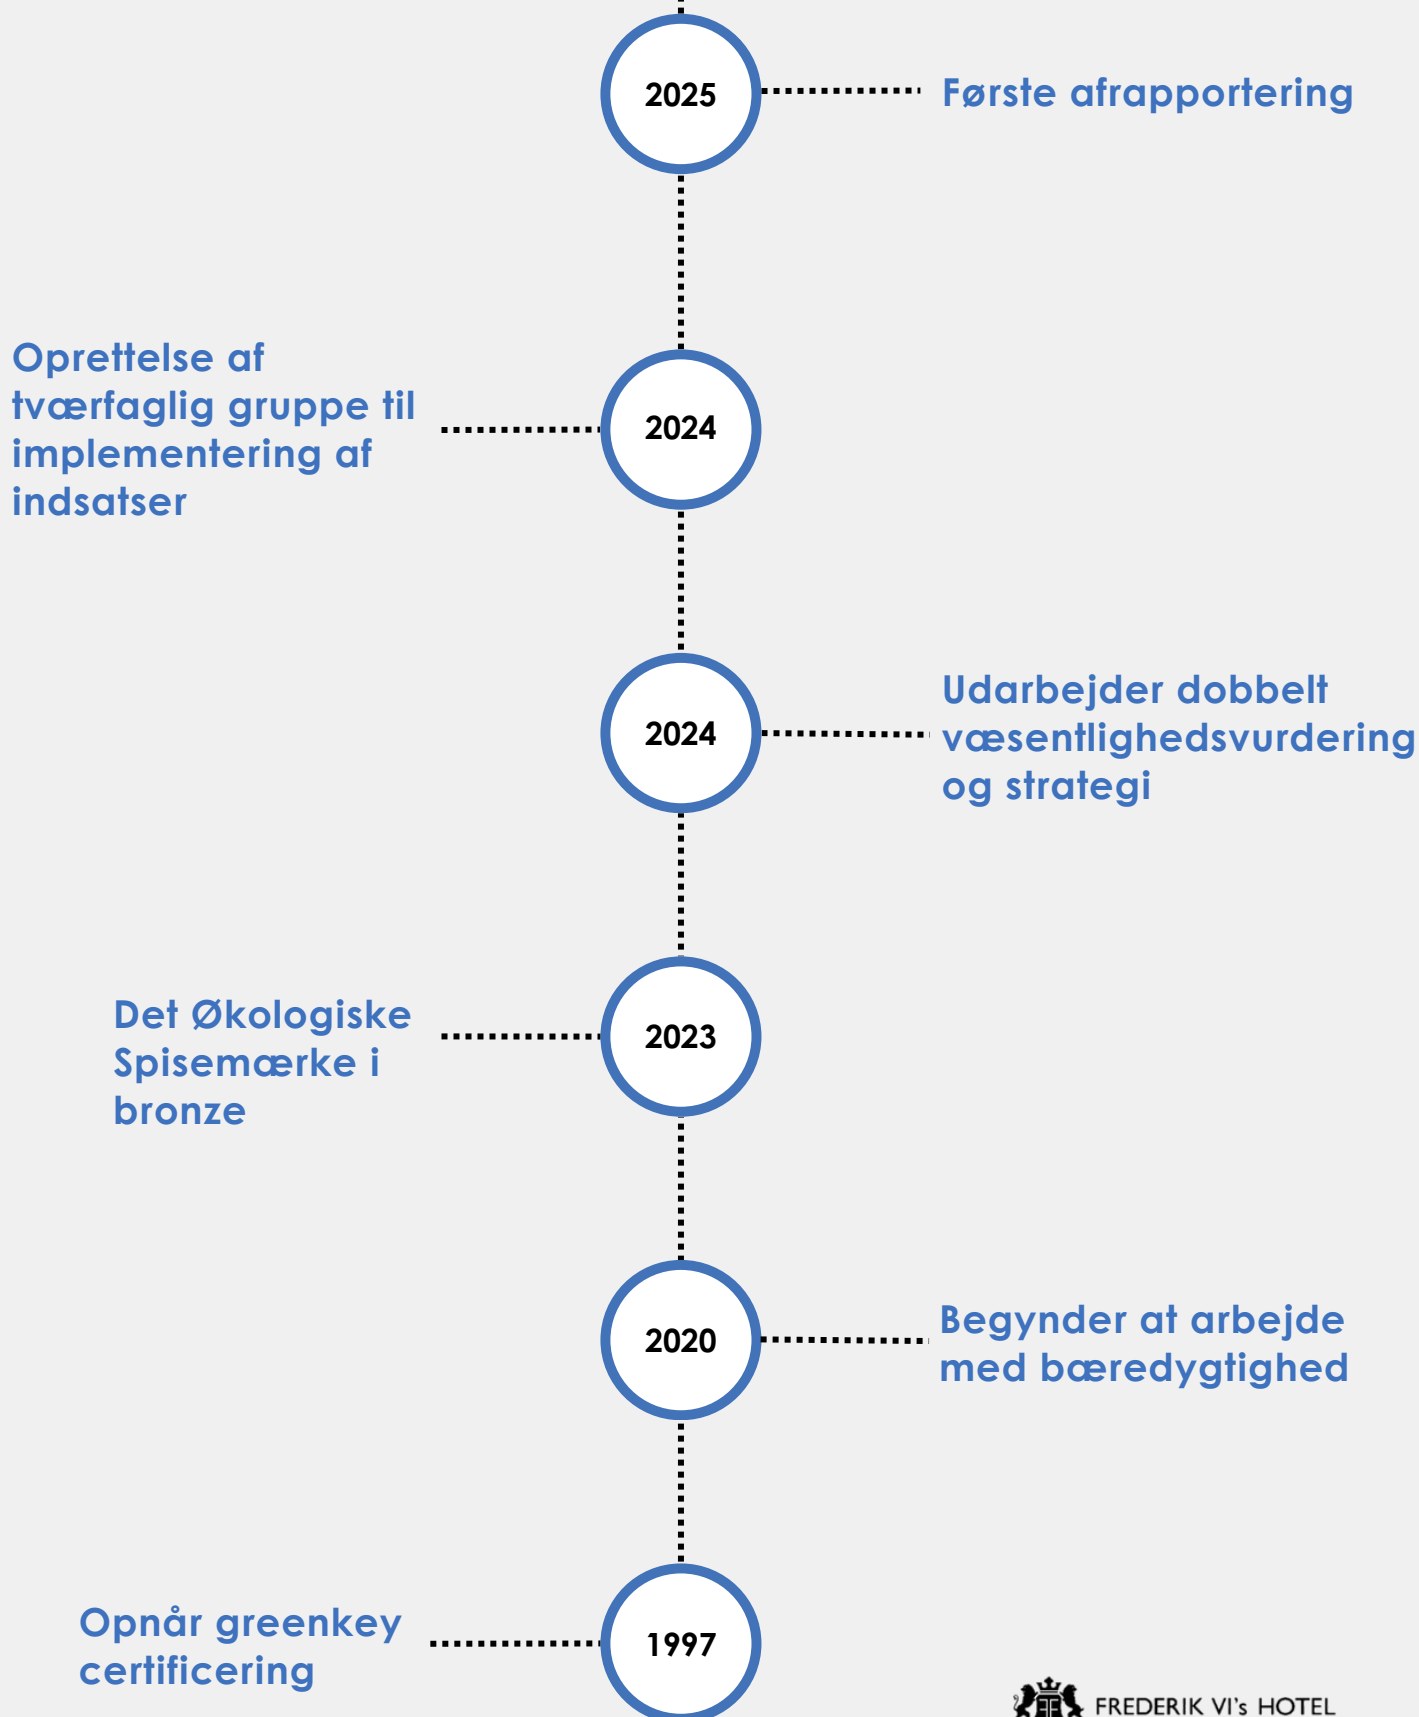 2025
Første afrapportering
Oprettelse af
tværfaglig gruppe til
implementering af
indsatser
2024
2024
Udarbejder dobbelt
væsentlighedsvurdering
og strategi
Det Økologiske
Spisemærke i
bronze
2023
2020
Begynder at arbejde
med bæredygtighed
Opnår greenkey
certificering
1997
FREDERIK VI's HOTEL